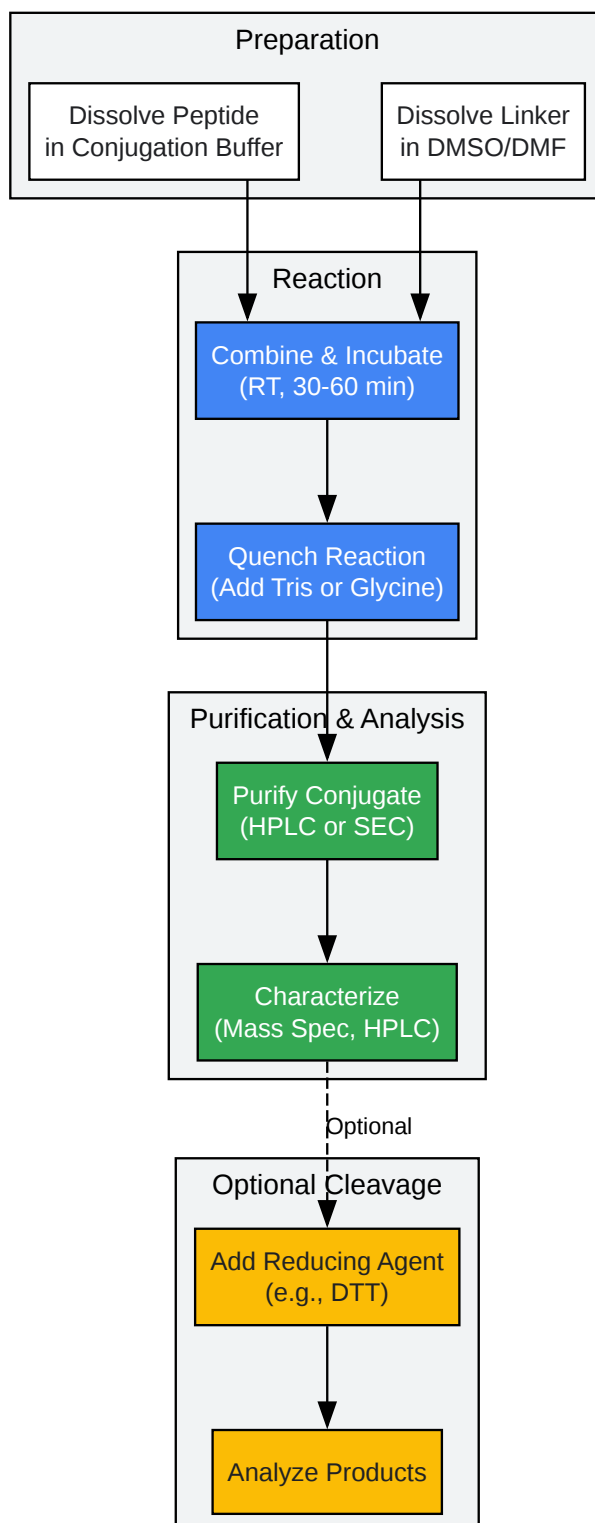 Preparation
Dissolve Peptide
in Conjugation Buffer
Dissolve Linker
in DMSO/DMF
Reaction
Combine & Incubate
(RT, 30-60 min)
Quench Reaction
(Add Tris or Glycine)
Purification & Analysis
Purify Conjugate
(HPLC or SEC)
Characterize
(Mass Spec, HPLC)
Optional
Optional Cleavage
Add Reducing Agent
(e.g., DTT)
Analyze Products